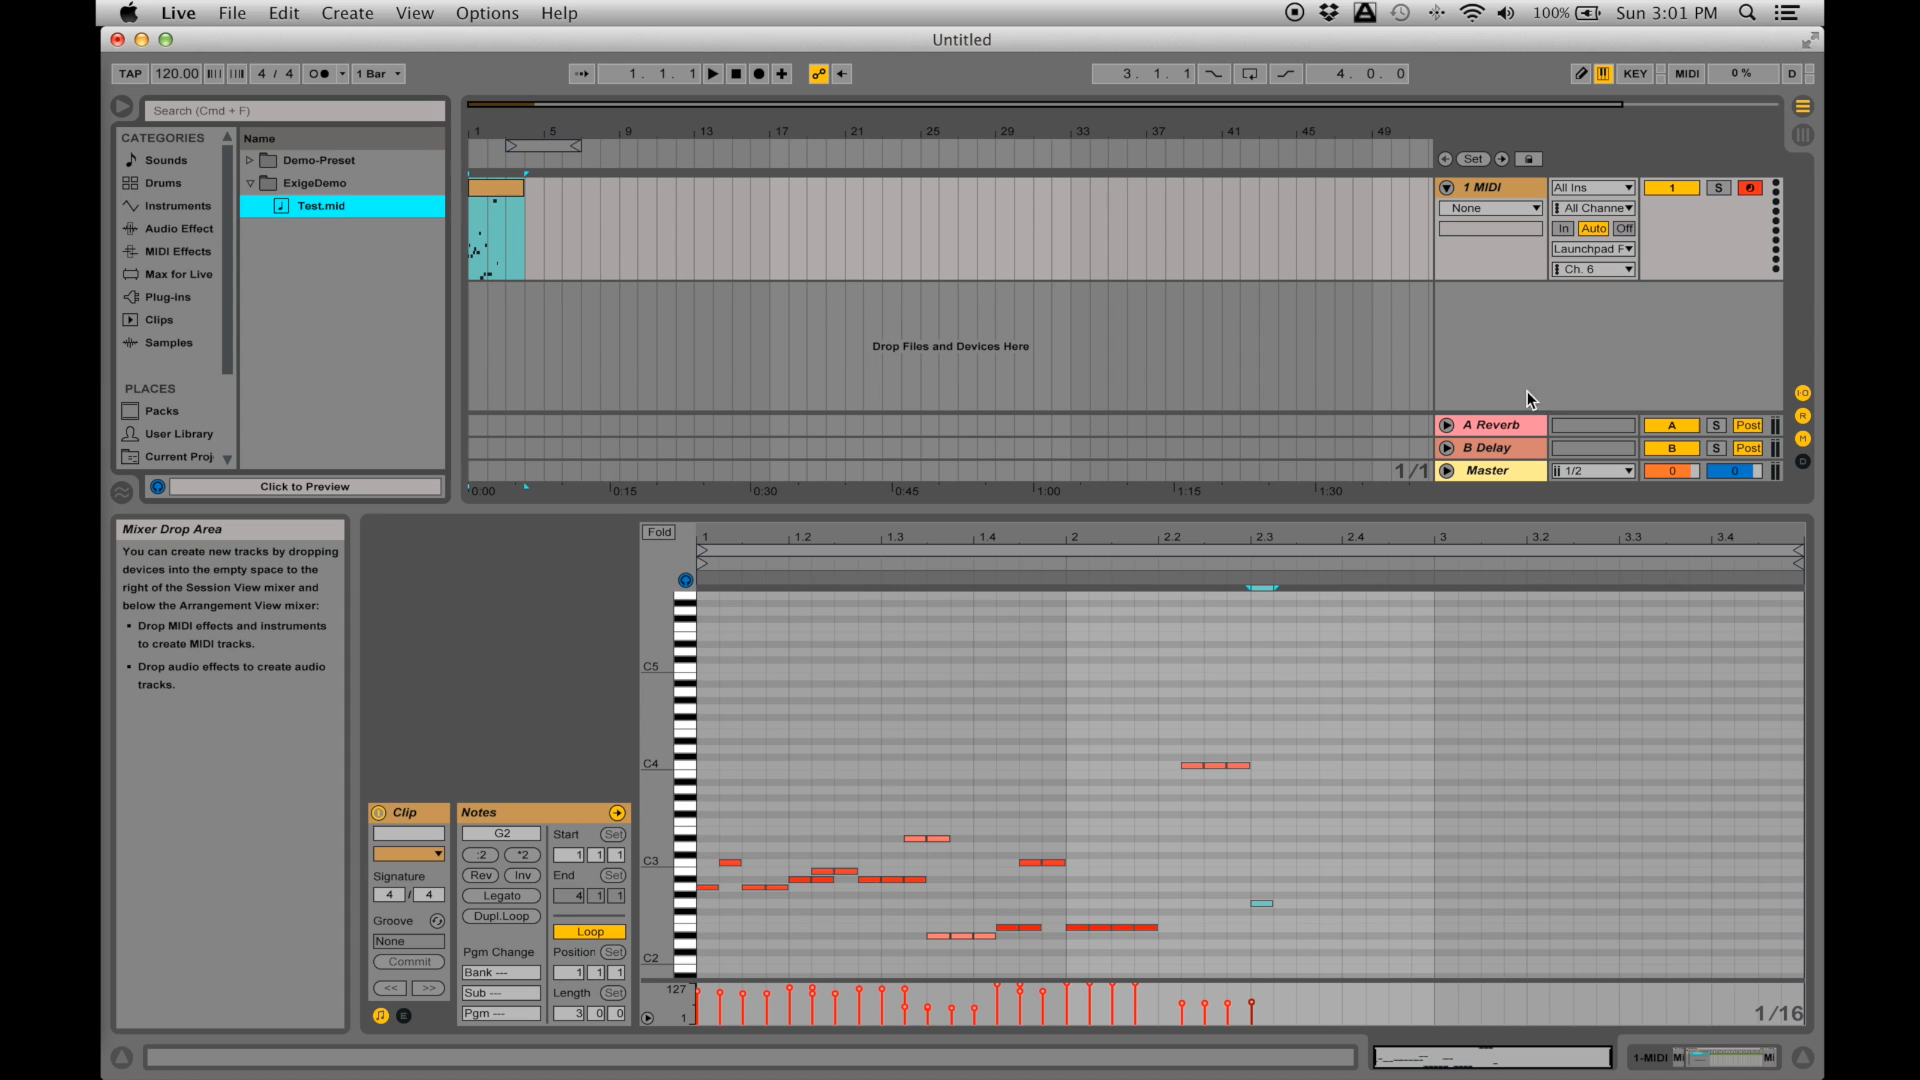 Live File Edit Create View Options Help
100% Sun 3:01 PM
Untitled
TAP 120.00 4 / 4 1 Bar 1. 1. 1 3. 1. 1 4. 0. 0 KEY MIDI 0 % D
Search (Cmd + F)
CATEGORIES
Sounds
Drums
Instruments
Audio Effect
MIDI Effects
Max for Live
Plug-ins
Clips
Samples
PLACES
Packs
User Library
Current Proj
Name
Demo-Preset
ExigeDemo
Test.mid
Click to Preview
1 5 9 13 17 21 25 29 33 37 41 45 49
Set
1 MIDI All Ins 1 S
None All Channe
In Auto Off
Launchpad F
Ch. 6
Drop Files and Devices Here
A Reverb A S Post
B Delay B S Post
1/1 Master 1/2 0 0
0:00 0:15 0:30 0:45 1:00 1:15 1:30
I·O
R
M
D
Mixer Drop Area
You can create new tracks by dropping
devices into the empty space to the
right of the Session View mixer and
below the Arrangement View mixer:
Drop MIDI effects and instruments
to create MIDI tracks.
Drop audio effects to create audio
tracks.
Clip
Signature
4 / 4
Groove
None
Commit
<< >>
E
Notes
G2
:2 *2
Rev Inv
Legato
Dupl.Loop
Pgm Change
Bank ---
Sub ---
Pgm ---
Start Set
1 1 1
End Set
4 1 1
Loop
Position Set
1 1 1
Length Set
3 0 0
Fold 1 1.2 1.3 1.4 2 2.2 2.3 2.4 3 3.2 3.3 3.4
C5
C4
C3
C2
127
1
1/16
1-MIDI